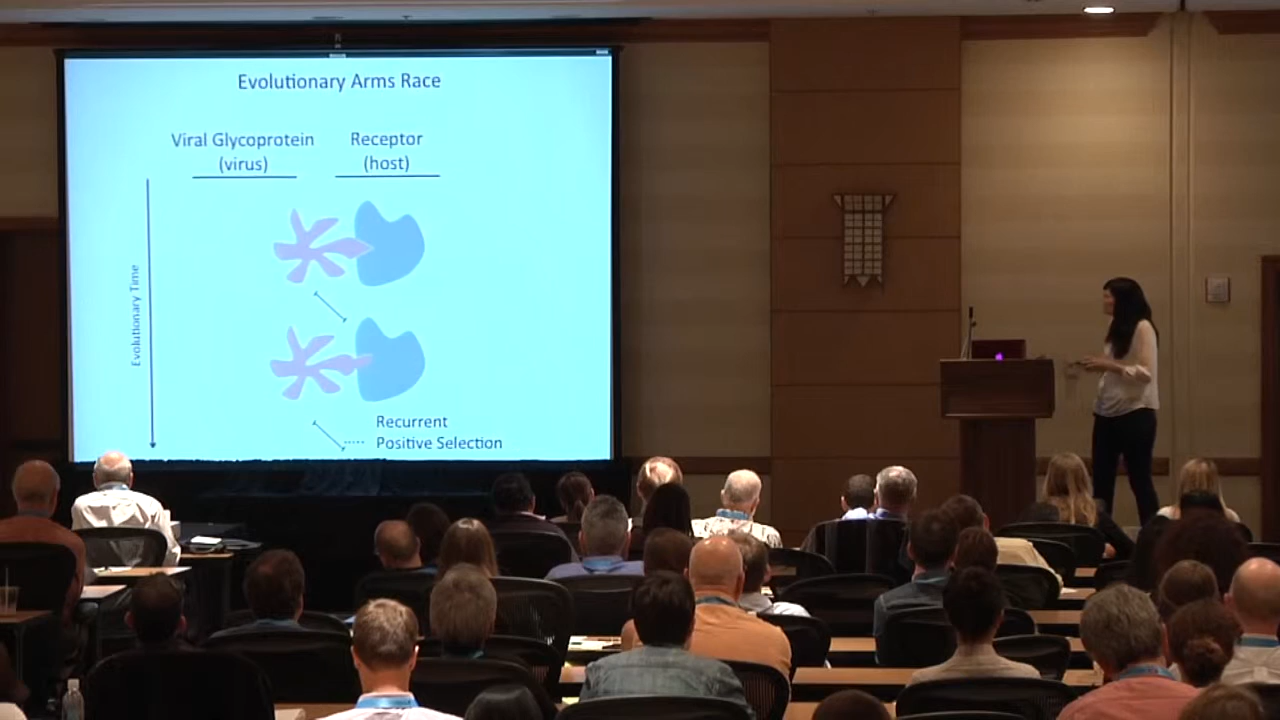 Evolutionary Arms Race
Viral Glycoprotein
(virus)
Receptor
(host)
Evolutionary Time
Recurrent
Positive Selection